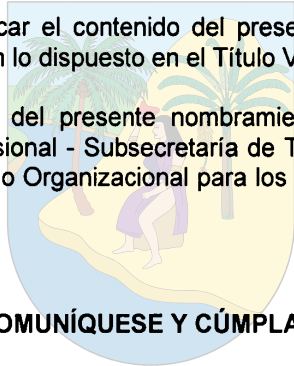 car el contenido del prese
n lo dispuesto en el Título V
del presente nombramie
sional - Subsecretaría de T
o Organizacional para los
OMUNÍQUESE Y CÚMPLA